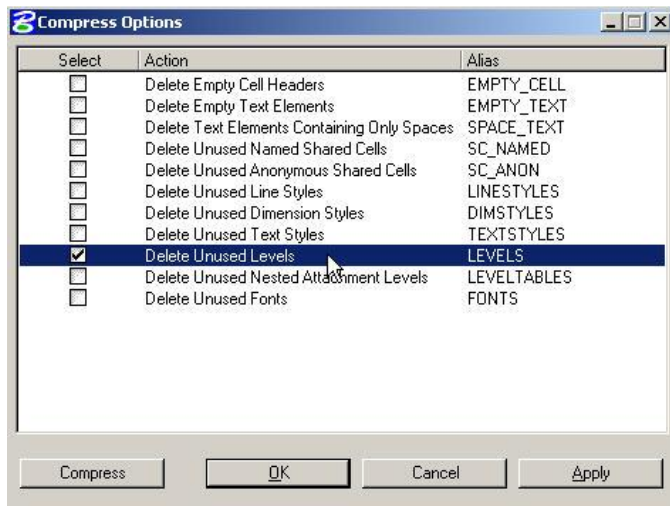 Compress Options
Select Action Alias
Delete Empty Cell Headers EMPTY_CELL
Delete Empty Text Elements EMPTY_TEXT
Delete Text Elements Containing Only Spaces SPACE_TEXT
Delete Unused Named Shared Cells SC_NAMED
Delete Unused Anonymous Shared Cells SC_ANON
Delete Unused Line Styles LINESTYLES
Delete Unused Dimension Styles DIMSTYLES
Delete Unused Text Styles TEXTSTYLES
Delete Unused Levels LEVELS
Delete Unused Nested Attachment Levels LEVELTABLES
Delete Unused Fonts FONTS
Compress OK Cancel Apply